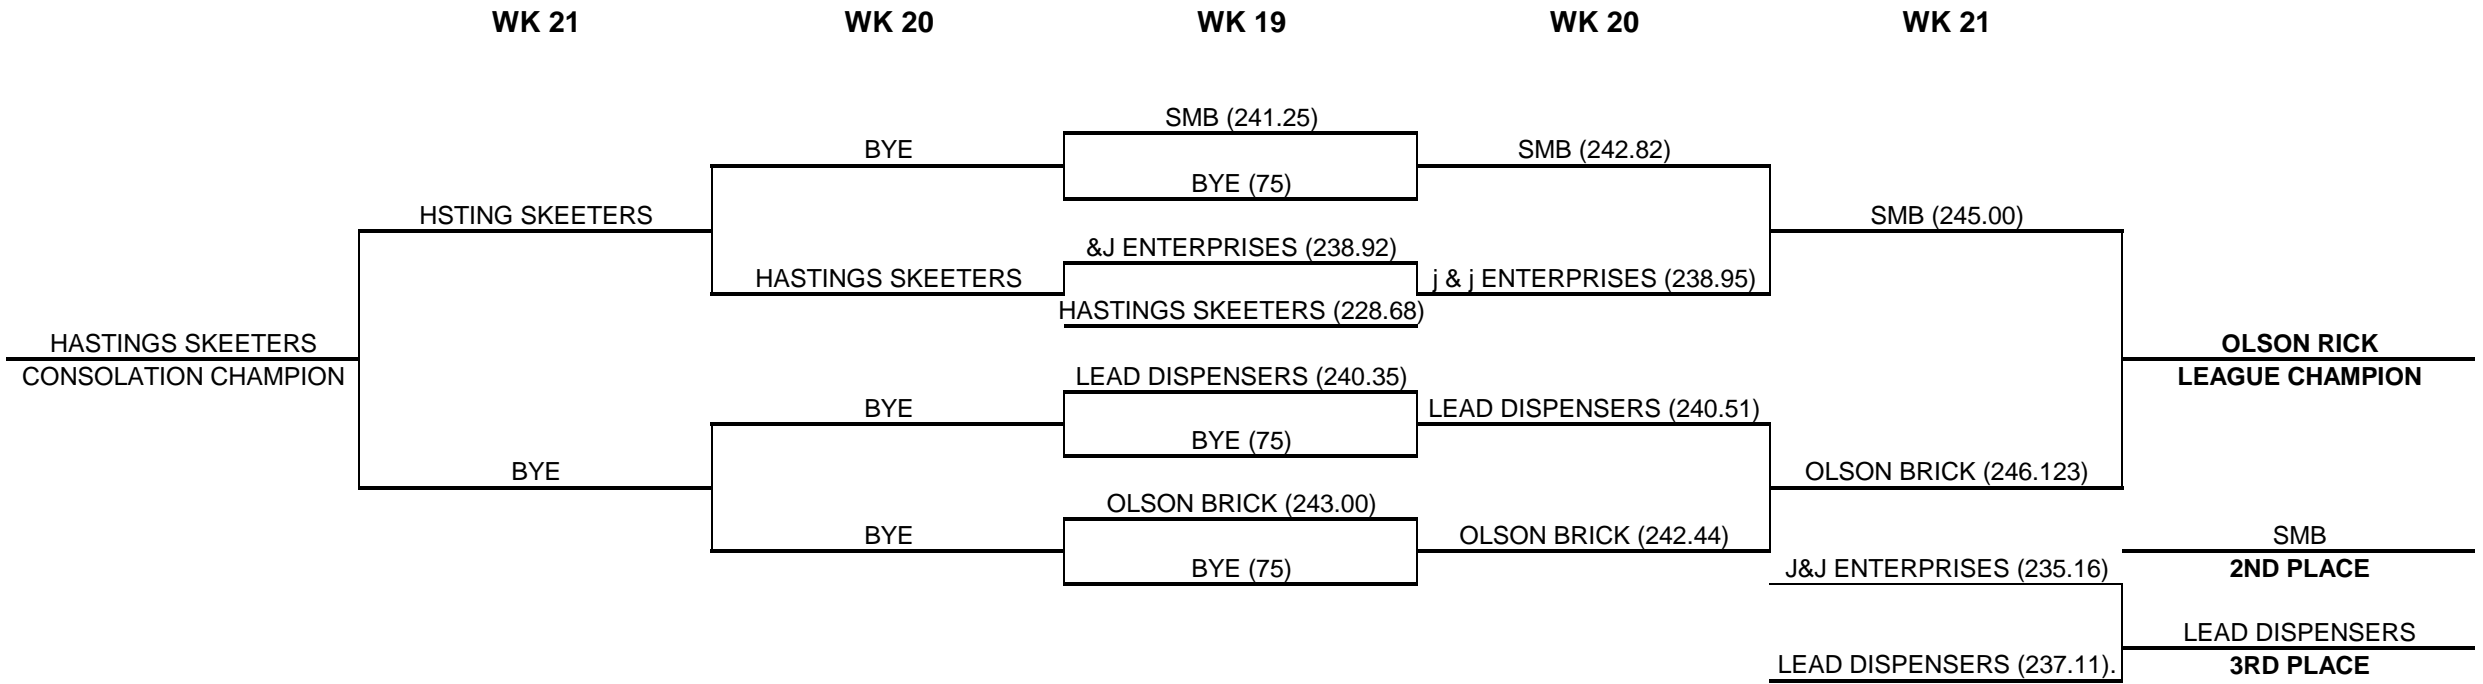 WK 21 WK 20 WK 19 WK 20 WK 21
SMB (241.25)
BYE SMB (242.82)
BYE (75)
HSTING SKEETERS SMB (245.00)
&J ENTERPRISES (238.92)
HASTINGS SKEETERS j & j ENTERPRISES (238.95)
HASTINGS SKEETERS (228.68)
HASTINGS SKEETERS OLSON RICK
CONSOLATION CHAMPION LEAD DISPENSERS (240.35) LEAGUE CHAMPION
BYE LEAD DISPENSERS (240.51)
BYE (75)
BYE OLSON BRICK (246.123)
OLSON BRICK (243.00)
BYE OLSON BRICK (242.44) SMB
BYE (75) J&J ENTERPRISES (235.16) 2ND PLACE
LEAD DISPENSERS
LEAD DISPENSERS (237.11). 3RD PLACE